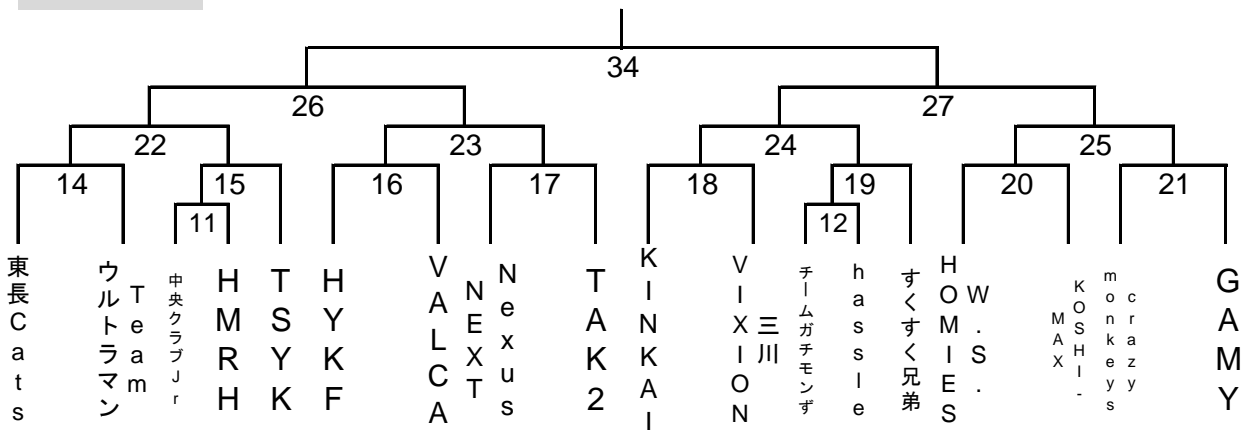 34
26
27
22
23
24
25
14
15
16
17
18
19
20
21
11
12
東長Cats
Team
ウルトラマン
中央クラブJr
HMRH
TSYK
HYKF
VALCA
Nexus
NEXT
TAK2
KINKAI
三川
VIXION
チームガチモンず
hassle
すくすく兄弟
W.S.
HOMIES
KOSHI-
MAX
crazy
monkeys
GAMY